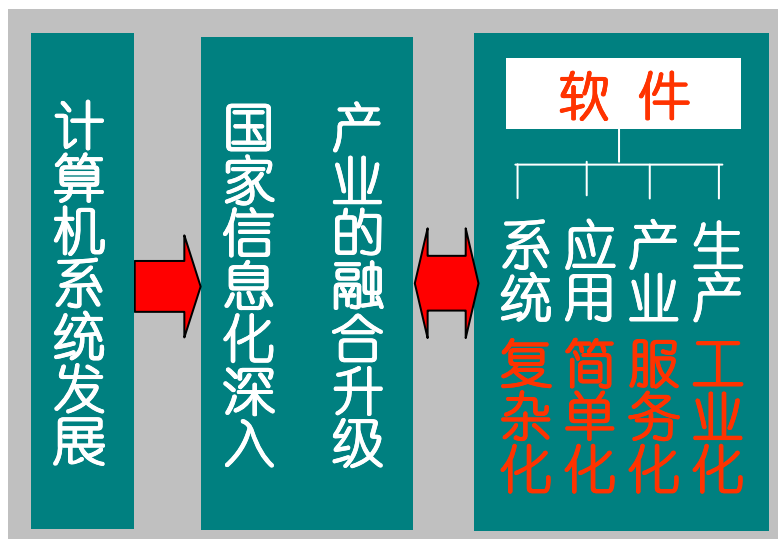 计算机系统发展
国家信息化深入
产业的融合升级
软件
系统复杂化
应用简单化
产业服务化
生产工业化